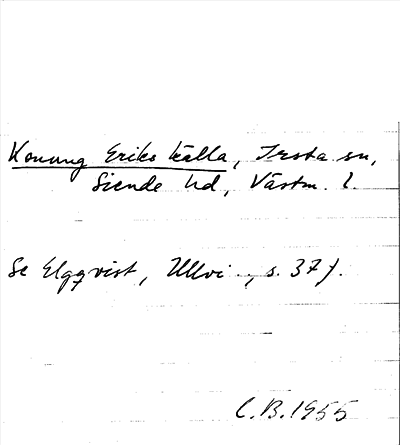 Konung Eriks källa, Irsta sn,
Siende hd, Västm. l.
Se Elgqvist, Ullvi .., s. 37 f.
C.B. 1955